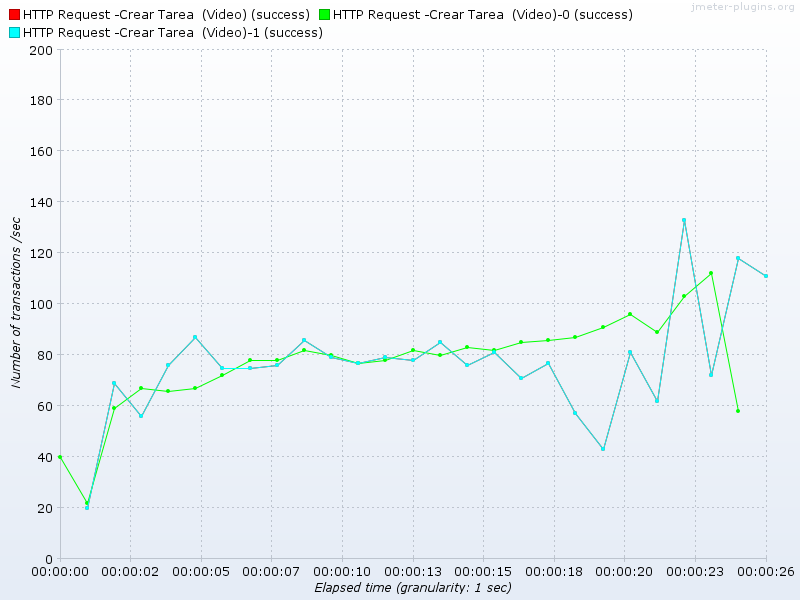 jmeter-plugins.org
HTTP Request -Crear Tarea  (Video) (success) HTTP Request -Crear Tarea  (Video)-0 (success)
HTTP Request -Crear Tarea  (Video)-1 (success)
200
180
160
140
120
100
80
60
40
20
0
Number of transactions /sec
00:00:00 00:00:02 00:00:05 00:00:07 00:00:10 00:00:13 00:00:15 00:00:18 00:00:20 00:00:23 00:00:26
Elapsed time (granularity: 1 sec)